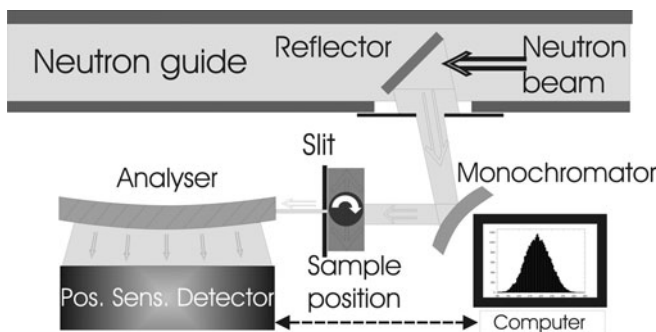 Reflector
Neutron
beam
Neutron guide
Slit
Analyser
Monochromator
Sample
position
Pos. Sens. Detector
Computer